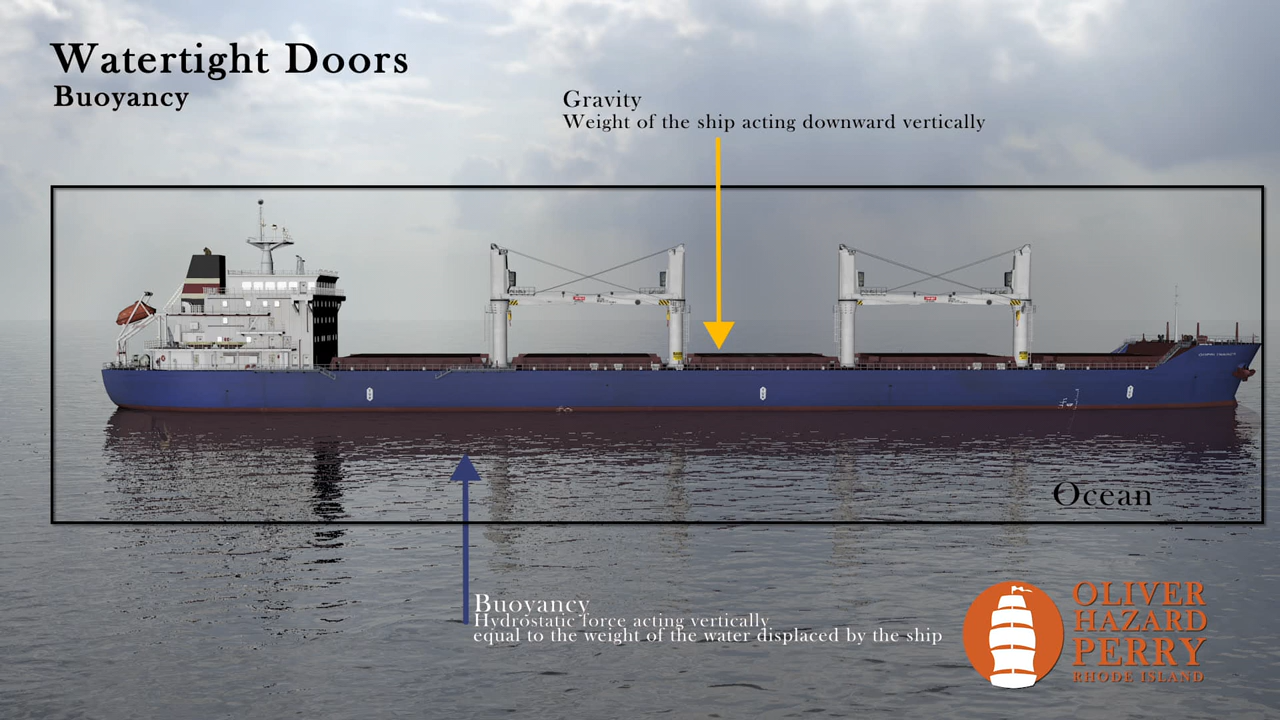 Watertight Doors
Buoyancy
Gravity
Weight of the ship acting downward vertically
Ocean
Buoyancy
Hydrostatic force acting vertically
equal to the weight of the water displaced by the ship
OLIVER
HAZARD
PERRY
RHODE ISLAND